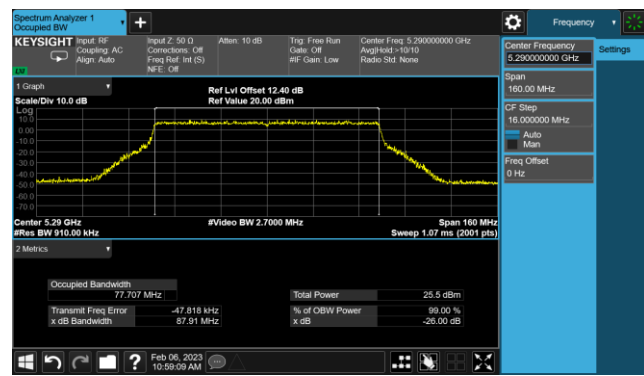 Spectrum Analyzer 1
Occupied BW
Frequency
KEYSIGHT
Input: RF
Coupling: AC
Align: Auto
Input Z: 50 Ω
Corrections: Off
Freq Ref: Int (S)
NFE: Off
Atten: 10 dB
Trig: Free Run
Gate: Off
#IF Gain: Low
Center Freq: 5.290000000 GHz
Avg|Hold:>10/10
Radio Std: None
1 Graph
Scale/Div 10.0 dB
Ref Lvl Offset 12.40 dB
Ref Value 20.00 dBm
Log
10.0
0.00
-10.0
-20.0
-30.0
-40.0
-50.0
-60.0
-70.0
Center 5.29 GHz
#Res BW 910.00 kHz
#Video BW 2.7000 MHz
Span 160 MHz
Sweep 1.07 ms (2001 pts)
2 Metrics
Occupied Bandwidth
77.707 MHz
Transmit Freq Error -47.818 kHz
x dB Bandwidth 87.91 MHz
Total Power 25.5 dBm
% of OBW Power 99.00 %
x dB -26.00 dB
Center Frequency
5.290000000 GHz
Settings
Span
160.00 MHz
CF Step
16.000000 MHz
Auto
Man
Freq Offset
0 Hz
Feb 06, 2023
10:59:09 AM